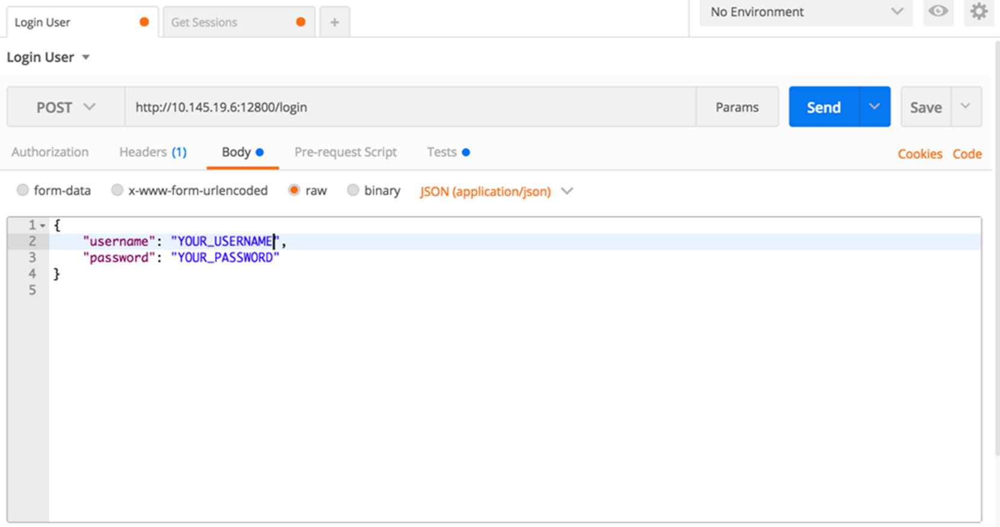 Login User Get Sessions + No Environment
Login User
POST http://10.145.19.6:12800/login Params Send Save
Authorization Headers (1) Body Pre-request Script Tests Cookies Code
form-data x-www-form-urlencoded raw binary JSON (application/json)
1 {
2 "username": "YOUR_USERNAME",
3 "password": "YOUR_PASSWORD"
4 }
5